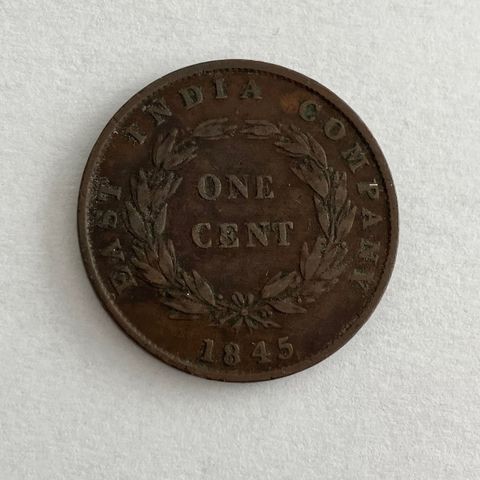 EAST INDIA COMPANY
ONE
CENT
1845